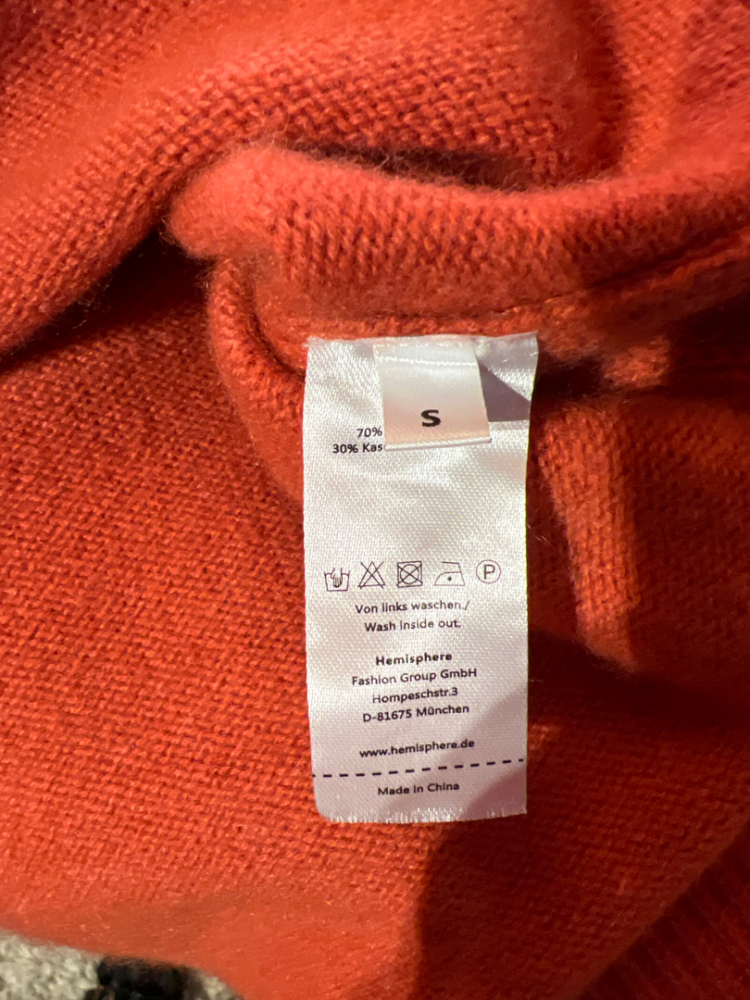 S
70%
30% Kas
P
Von links waschen./
Wash inside out.
Hemisphere
Fashion Group GmbH
Hompeschstr.3
D-81675 München
www.hemisphere.de
Made in China